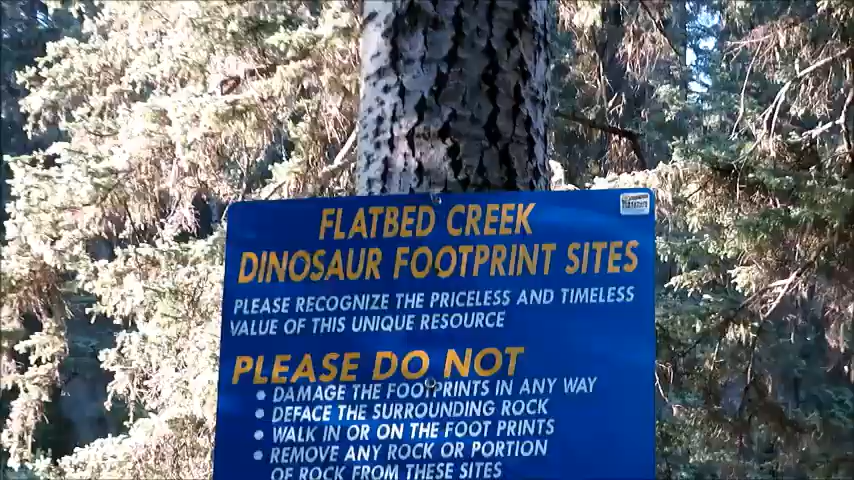 FLATBED CREEK
DINOSAUR FOOTPRINT SITES
PLEASE RECOGNIZE THE PRICELESS AND TIMELESS
VALUE OF THIS UNIQUE RESOURCE
PLEASE DO NOT
• DAMAGE THE FOOTPRINTS IN ANY WAY
• DEFACE THE SURROUNDING ROCK
• WALK IN OR ON THE FOOT PRINTS
• REMOVE ANY ROCK OR PORTION
OF ROCK FROM THESE SITES